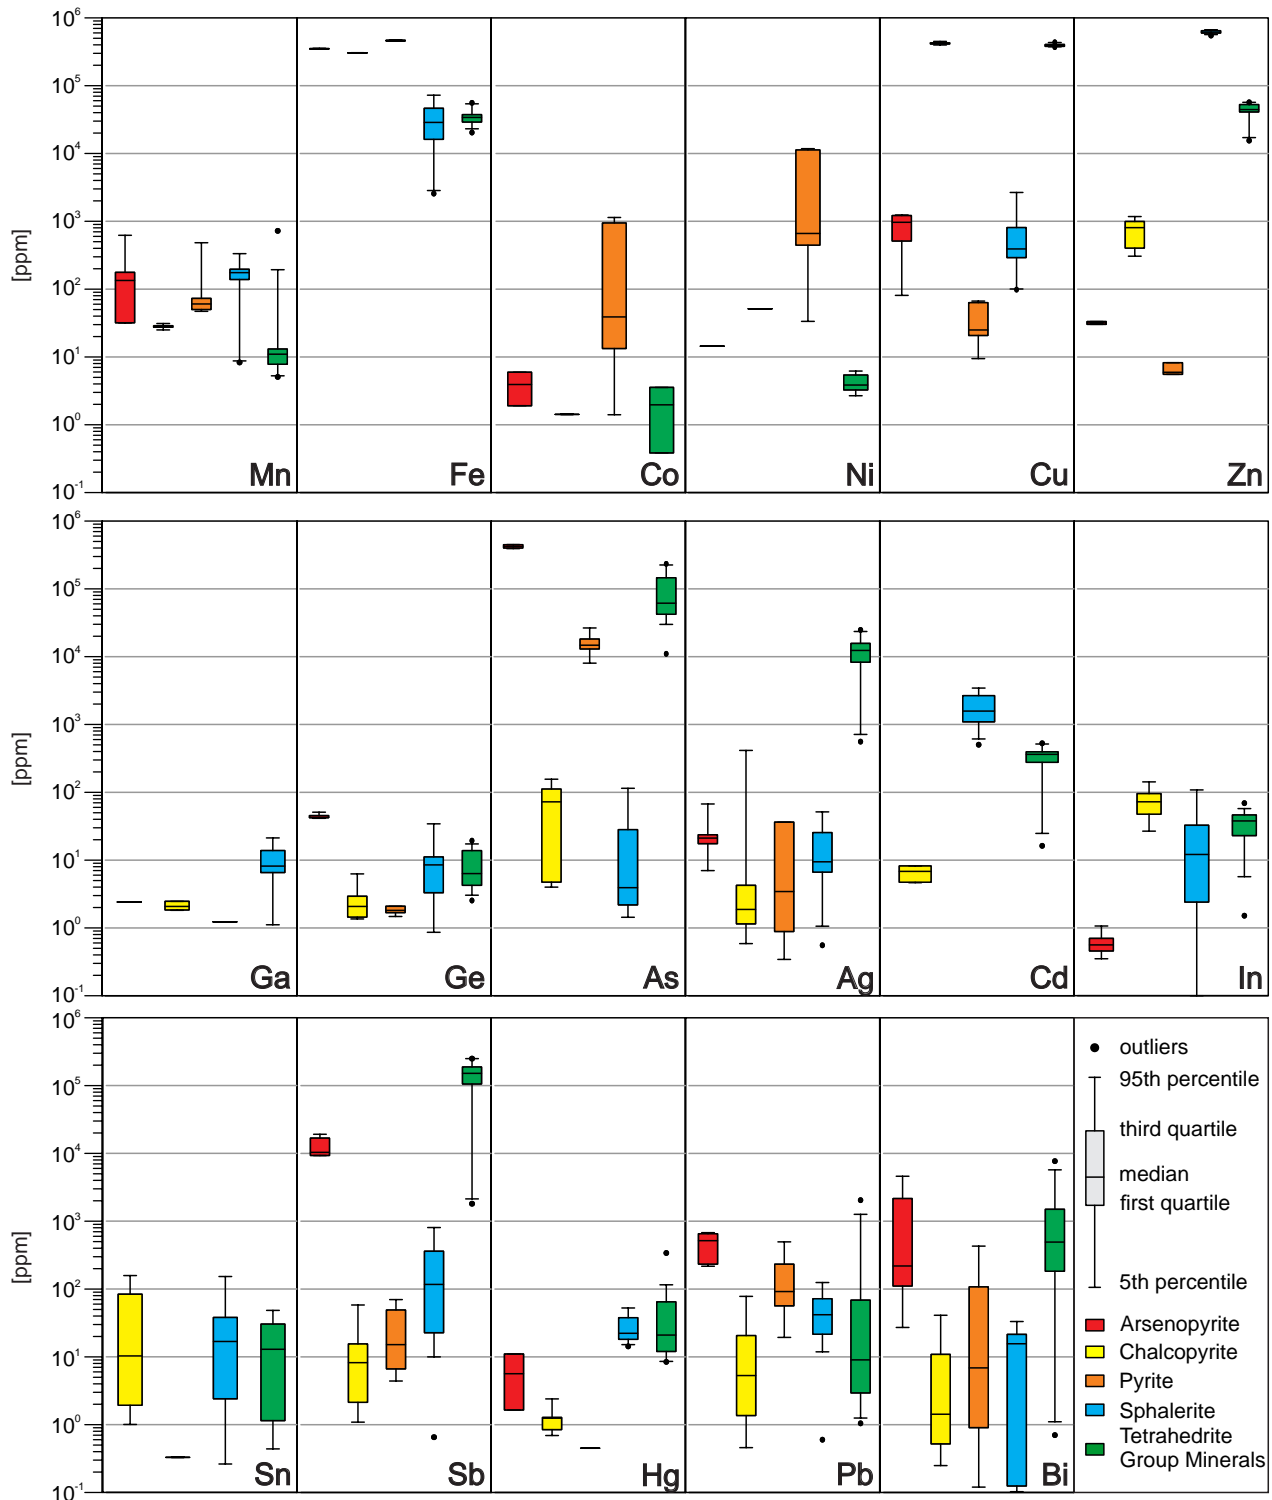 10^6
10^5
10^4
10^3
10^2
10^1
10^0
10^-1
[ppm]
Mn
Fe
Co
Ni
Cu
Zn
10^6
10^5
10^4
10^3
10^2
10^1
10^0
10^-1
[ppm]
Ga
Ge
As
Ag
Cd
In
10^6
10^5
10^4
10^3
10^2
10^1
10^0
10^-1
[ppm]
Sn
Sb
Hg
Pb
Bi
outliers
95th percentile
third quartile
median
first quartile
5th percentile
Arsenopyrite
Chalcopyrite
Pyrite
Sphalerite
Tetrahedrite
Group Minerals